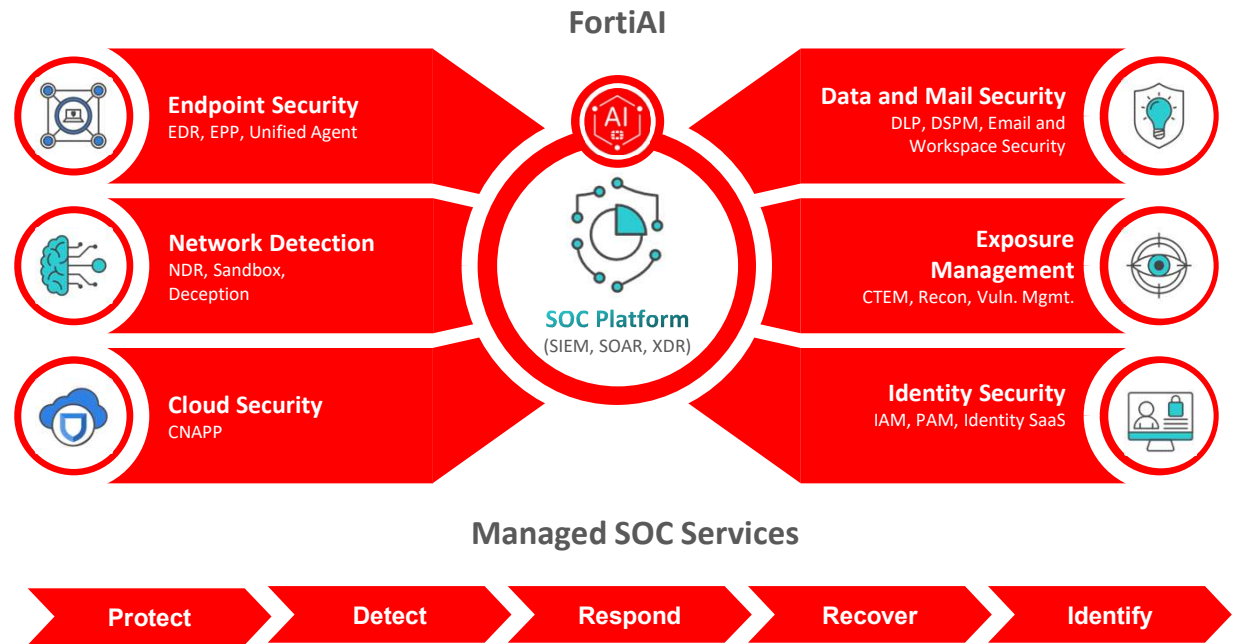 FortiAI
Endpoint Security
EDR, EPP, Unified Agent
Network Detection
NDR, Sandbox,
Deception
Cloud Security
CNAPP
AI
SOC Platform
(SIEM, SOAR, XDR)
Data and Mail Security
DLP, DSPM, Email and
Workspace Security
Exposure
Management
CTEM, Recon, Vuln. Mgmt.
Identity Security
IAM, PAM, Identity SaaS
Managed SOC Services
Protect
Detect
Respond
Recover
Identify